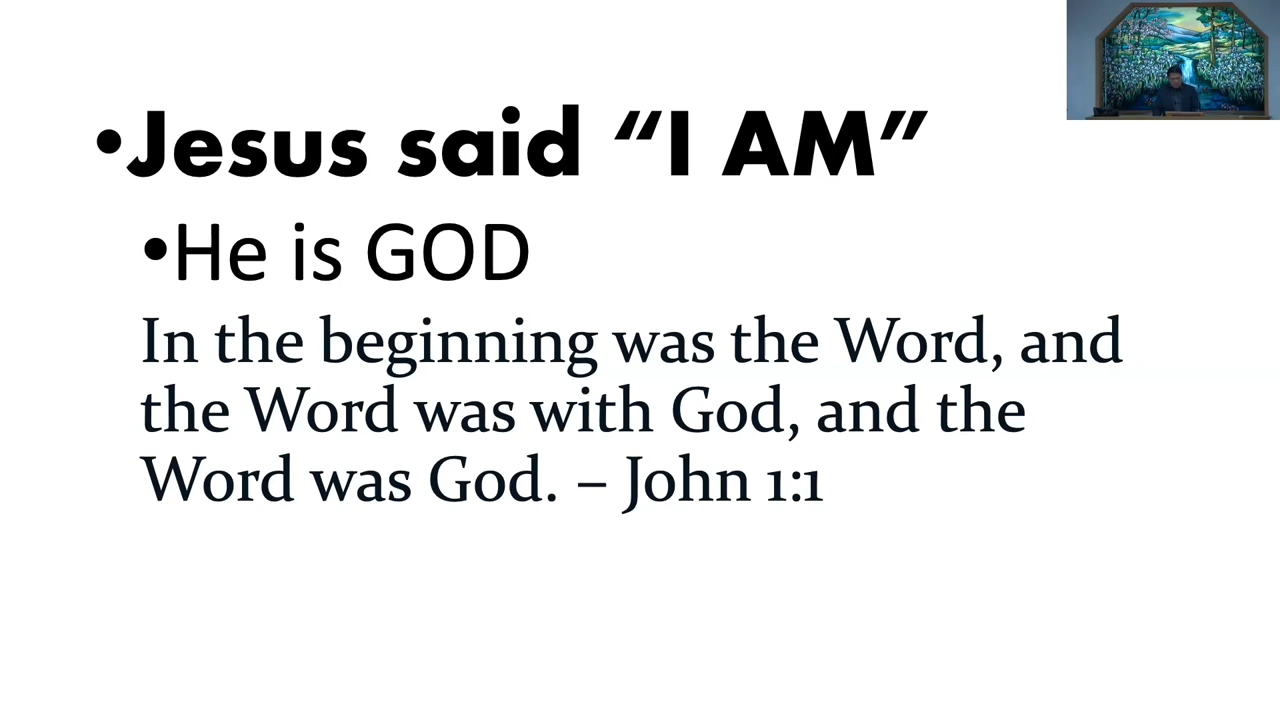 •Jesus said “I AM”
•He is GOD
In the beginning was the Word, and
the Word was with God, and the
Word was God. – John 1:1